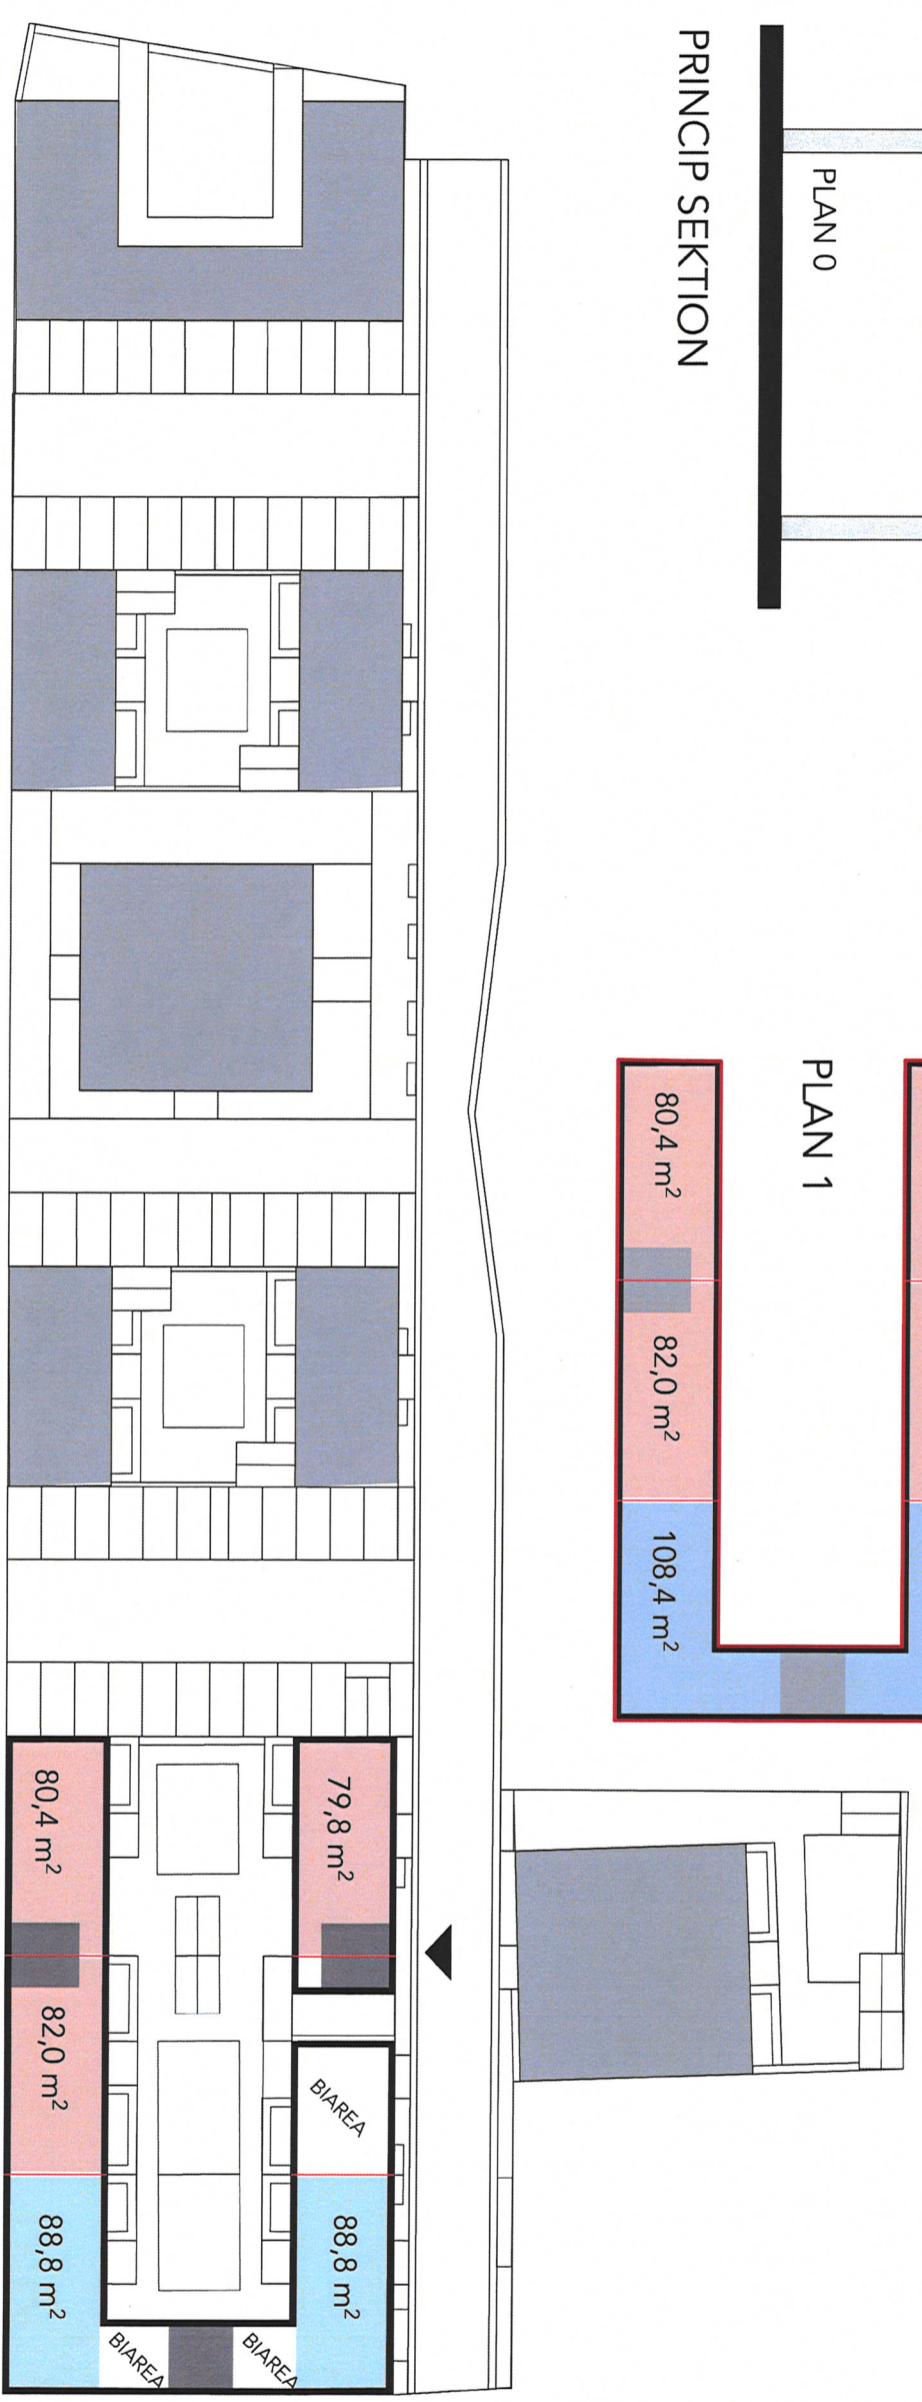 PLAN 0
PRINCIP SEKTION
PLAN 1
80,4 m²
82,0 m²
108,4 m²
79,8 m²
BIAREA
88,8 m²
80,4 m²
82,0 m²
88,8 m²
BIAREA
BIAREA